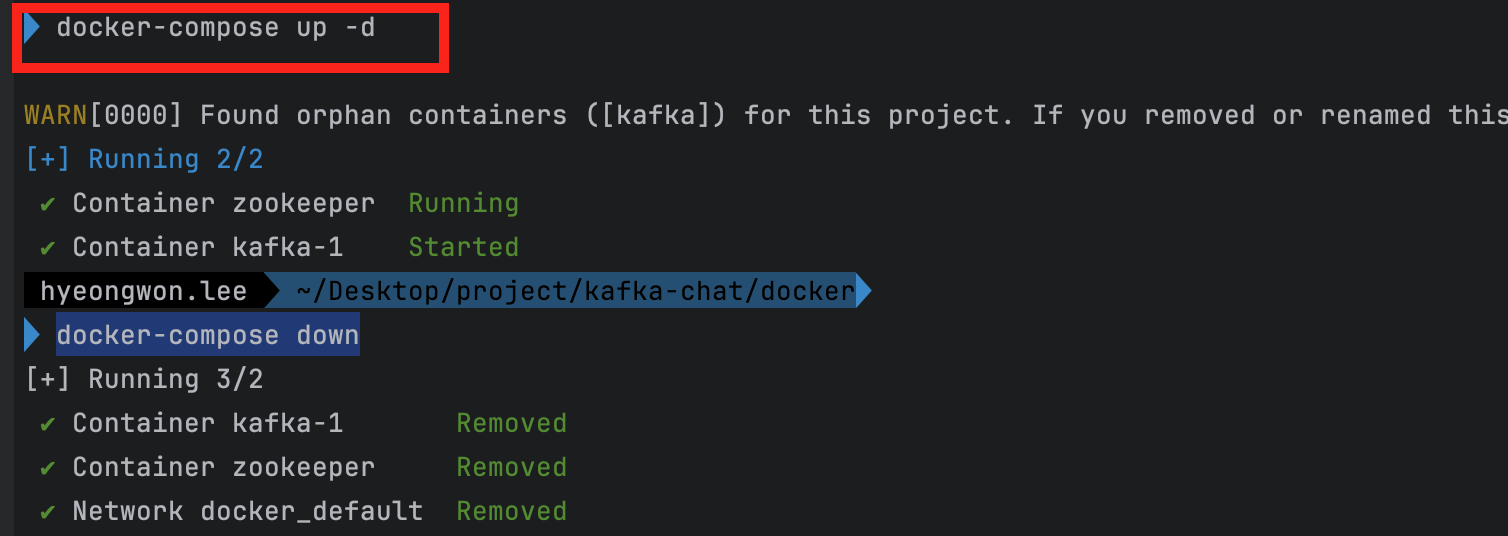 docker-compose up -d
WARN[0000] Found orphan containers ([kafka]) for this project. If you removed or renamed this
[+] Running 2/2
✔ Container zookeeper Running
✔ Container kafka-1 Started
hyeongwon.lee ~/Desktop/project/kafka-chat/docker
docker-compose down
[+] Running 3/2
✔ Container kafka-1 Removed
✔ Container zookeeper Removed
✔ Network docker_default Removed